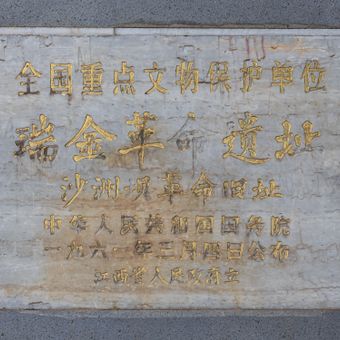 全国重点文物保护单位
瑞金革命遗址
沙洲坝革命旧址
中华人民共和国国务院
一九六一年三月四日公布
江西省人民政府立